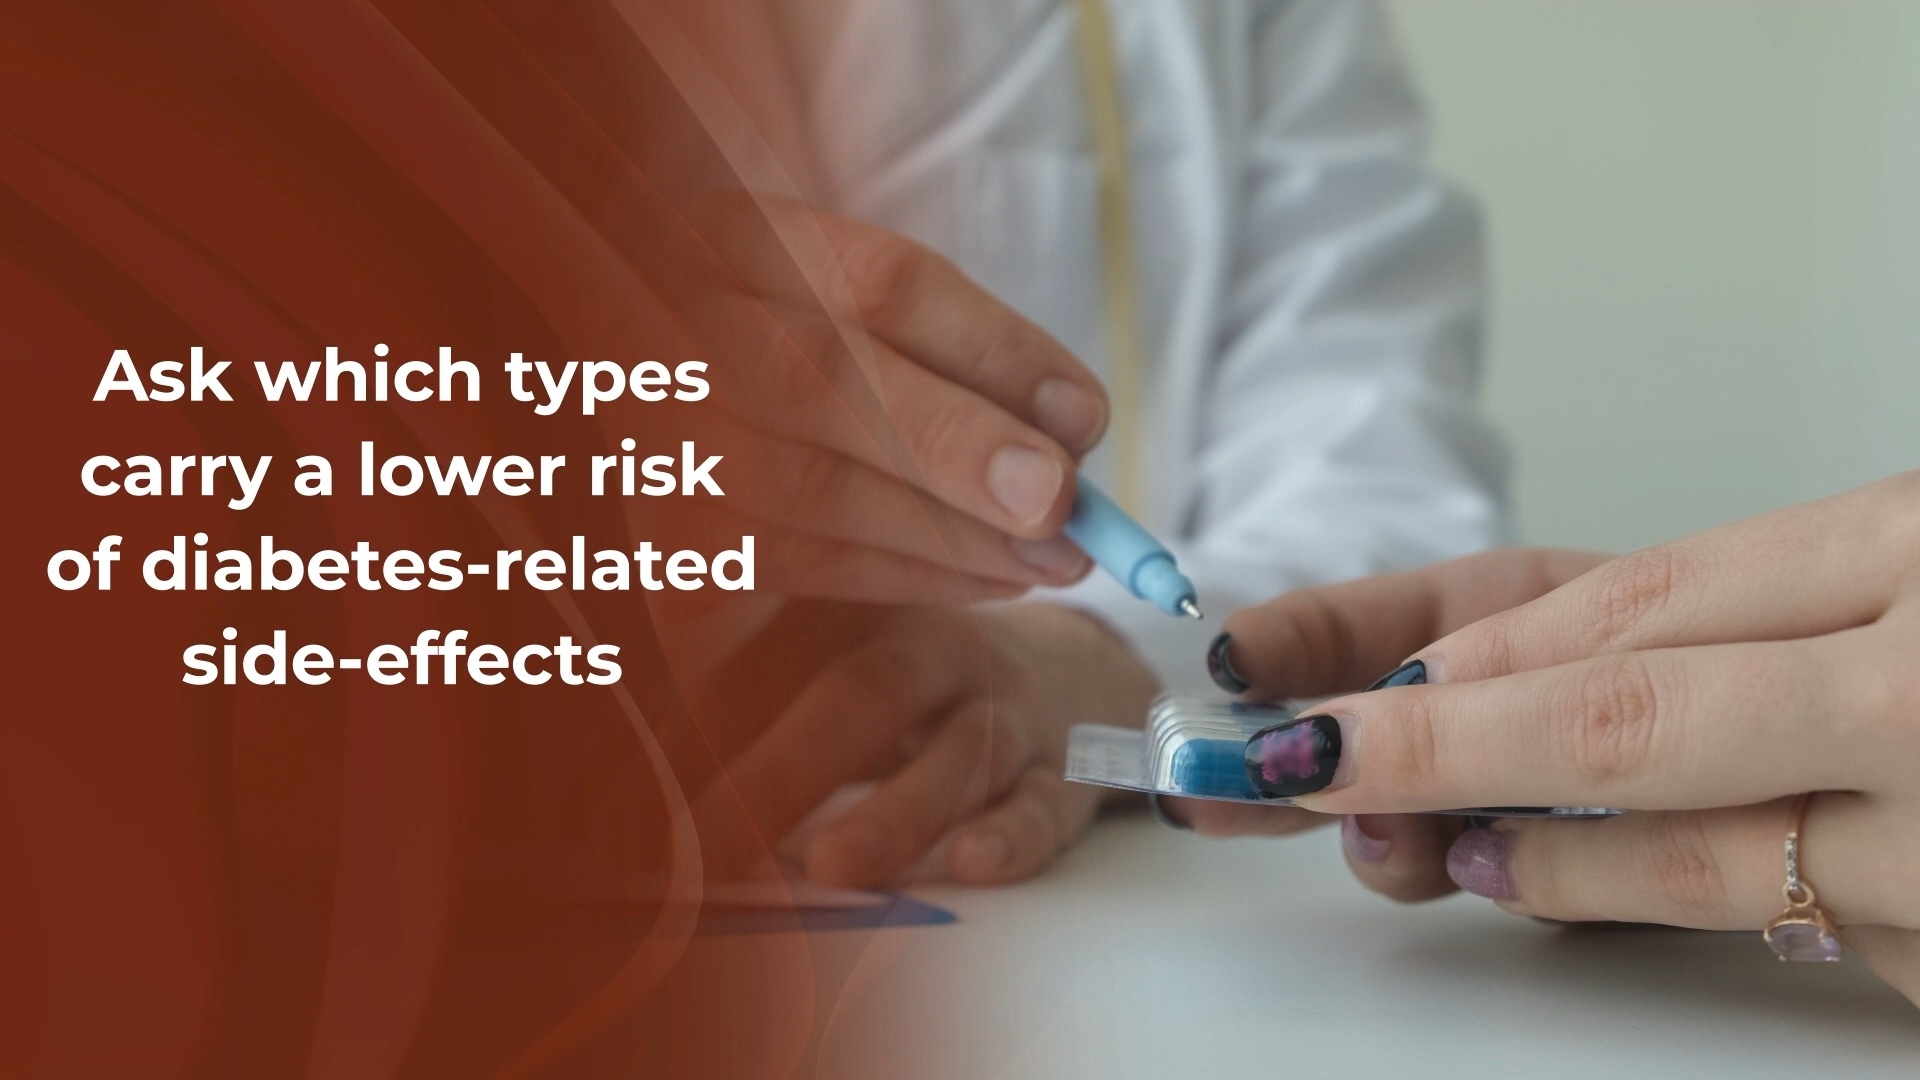 Ask which types
carry a lower risk
of diabetes-related
side-effects